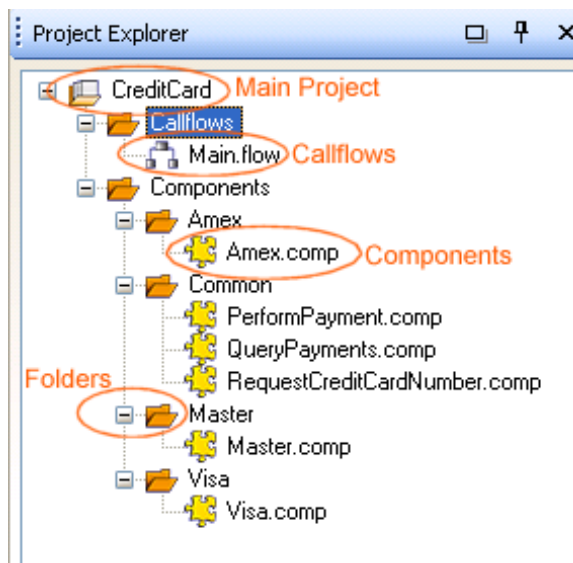 Project Explorer
CreditCard Main Project
Callflows
Main.flow Callflows
Components
Amex
Amex.comp Components
Common
PerformPayment.comp
QueryPayments.comp
RequestCreditCardNumber.comp
Folders
Master
Master.comp
Visa
Visa.comp